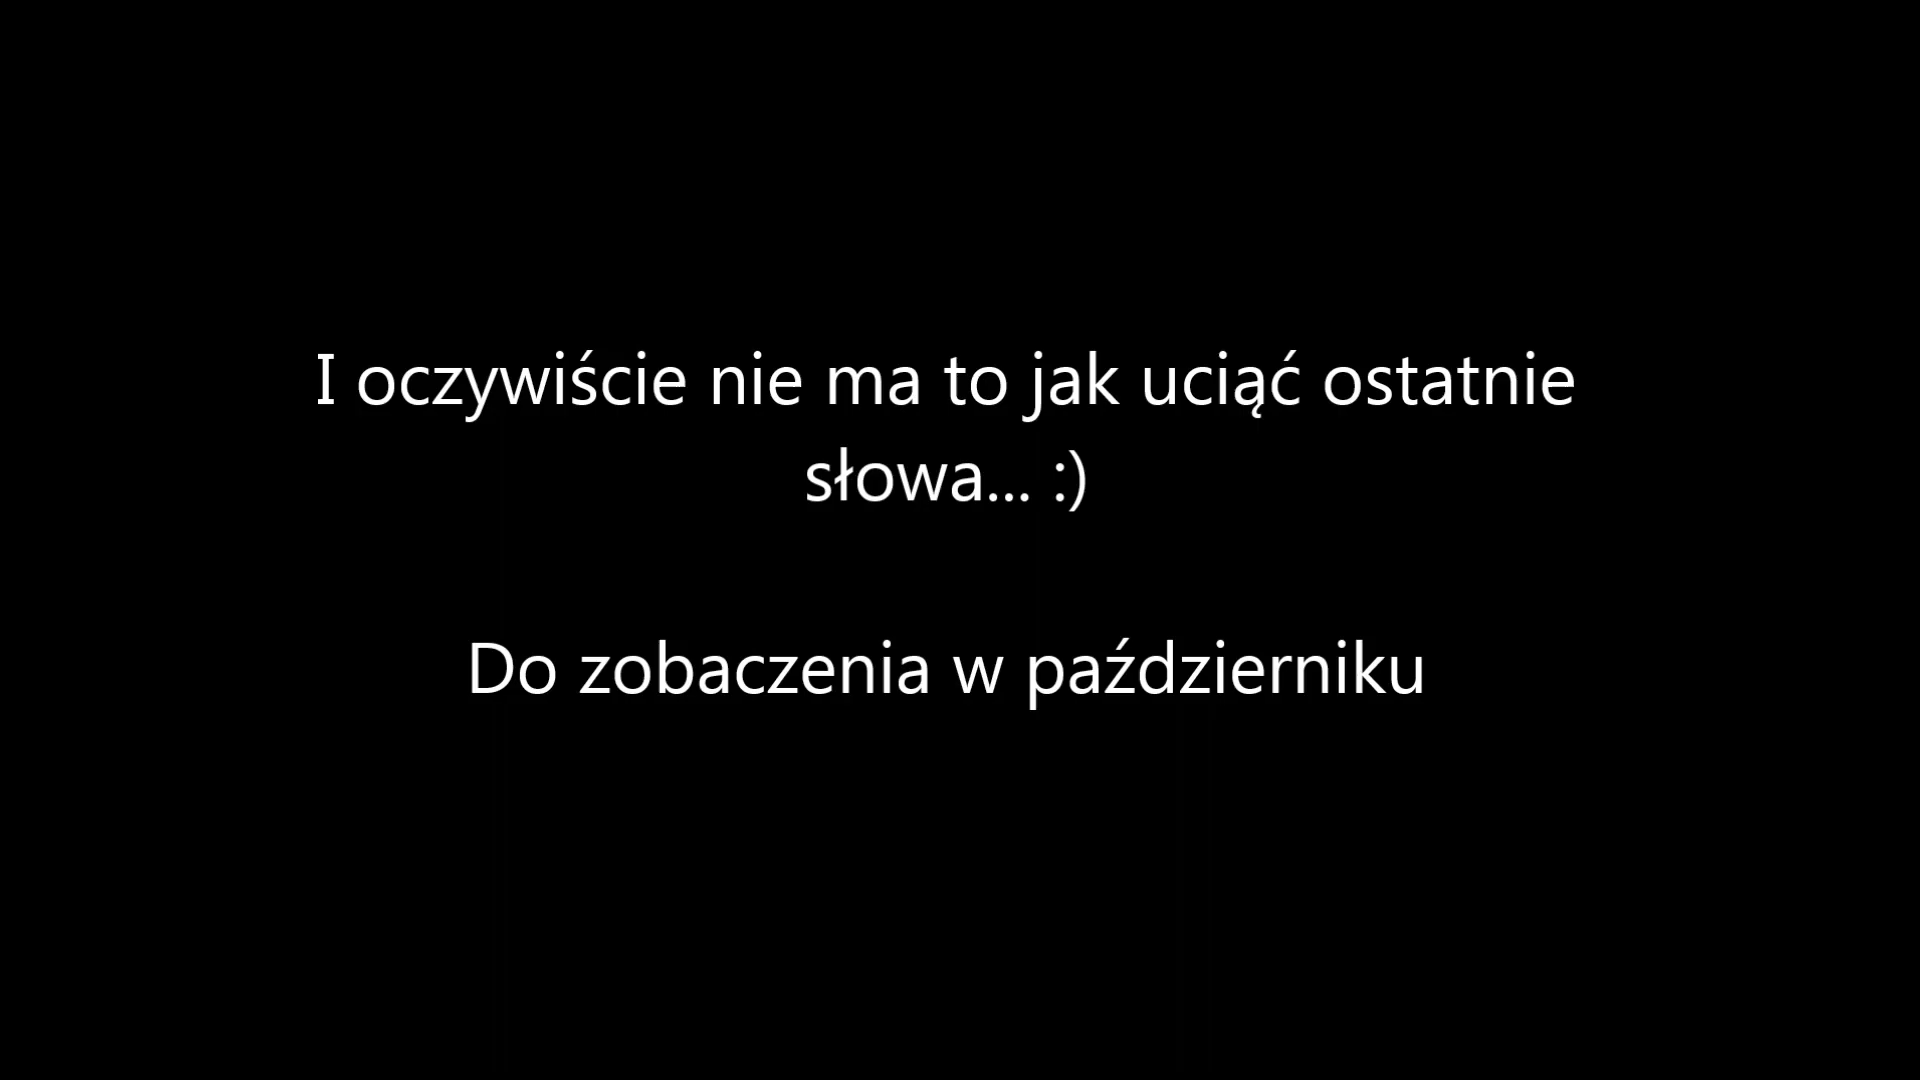 I oczywiście nie ma to jak uciąć ostatnie
słowa... :)
Do zobaczenia w październiku